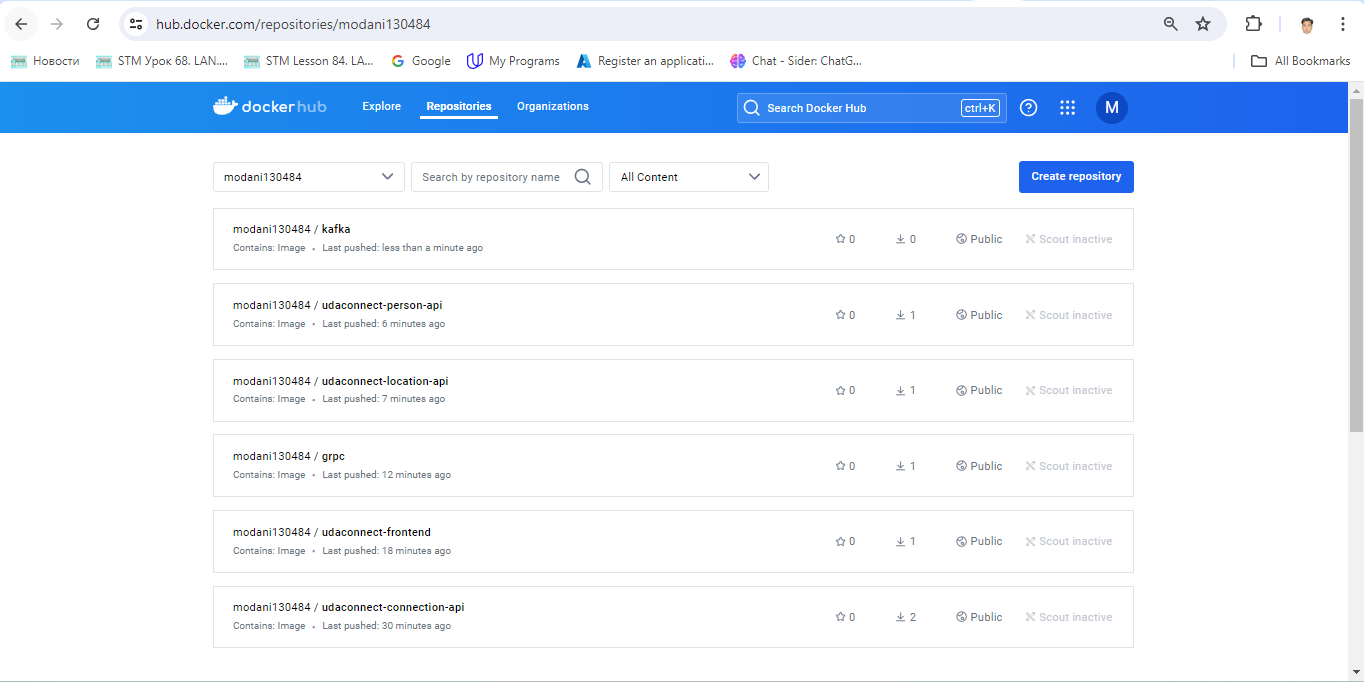 hub.docker.com/repositories/modani130484
Новости STM Урок 68. LAN.... STM Lesson 84. LA... Google My Programs Register an applicati... Chat - Sider: ChatG... All Bookmarks
dockerhub Explore Repositories Organizations Search Docker Hub ctrl+K ? M
modani130484 Search by repository name All Content Create repository
modani130484 / kafka
Contains: Image • Last pushed: less than a minute ago
0 0 Public Scout inactive
modani130484 / udaconnect-person-api
Contains: Image • Last pushed: 6 minutes ago
0 1 Public Scout inactive
modani130484 / udaconnect-location-api
Contains: Image • Last pushed: 7 minutes ago
0 1 Public Scout inactive
modani130484 / grpc
Contains: Image • Last pushed: 12 minutes ago
0 1 Public Scout inactive
modani130484 / udaconnect-frontend
Contains: Image • Last pushed: 18 minutes ago
0 1 Public Scout inactive
modani130484 / udaconnect-connection-api
Contains: Image • Last pushed: 30 minutes ago
0 2 Public Scout inactive